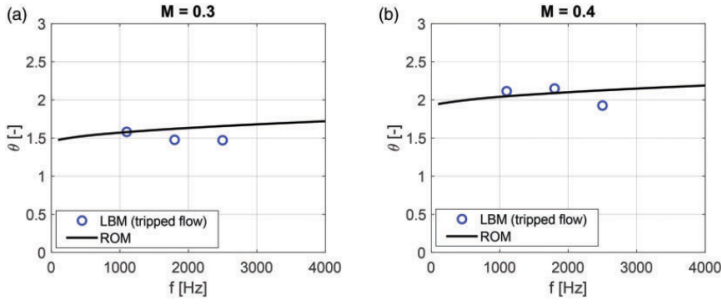 (a)
M = 0.3
3
2.5
2
1.5
1
0.5
0
θ [-]
LBM (tripped flow)
ROM
0 1000 2000 3000 4000
f [Hz]
(b)
M = 0.4
3
2.5
2
1.5
1
0.5
0
θ [-]
LBM (tripped flow)
ROM
0 1000 2000 3000 4000
f [Hz]